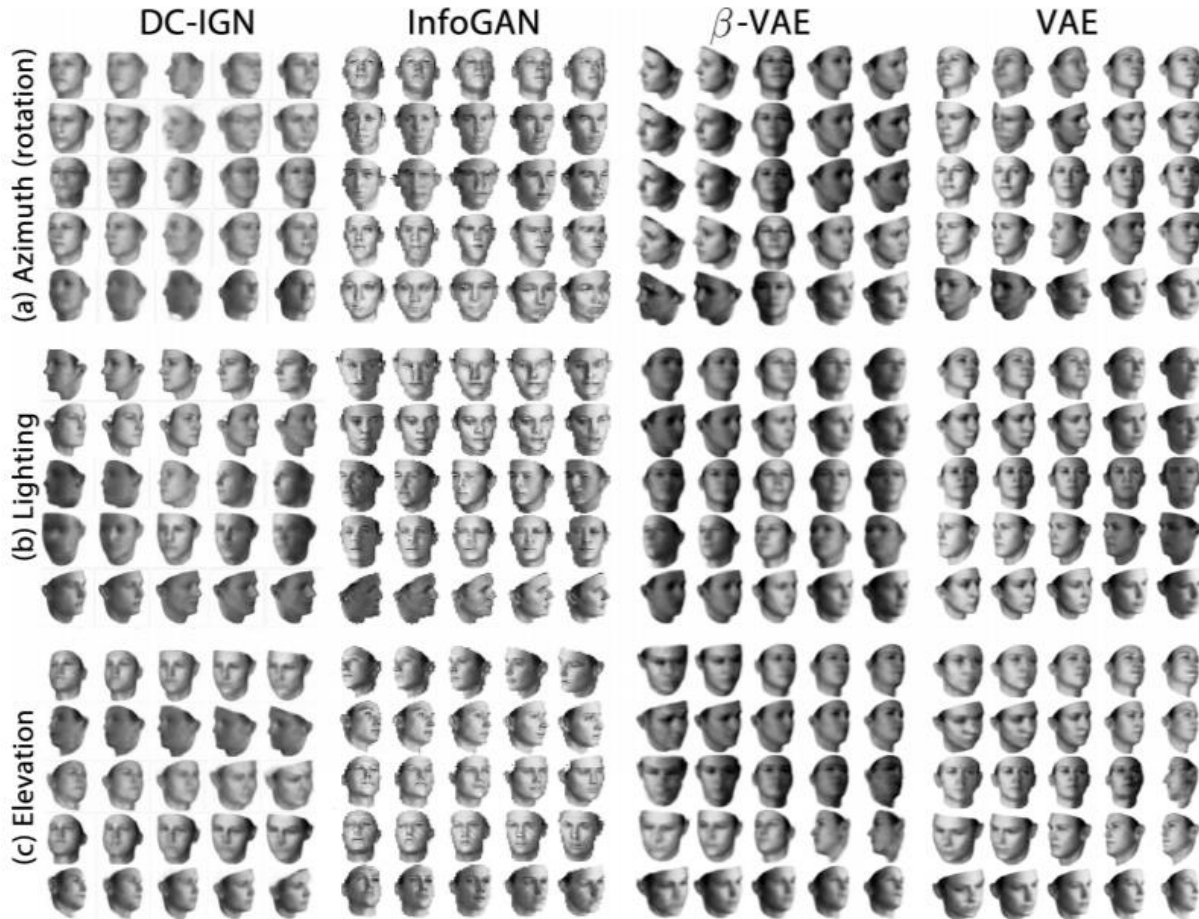 DC-IGN InfoGAN β-VAE VAE
(a) Azimuth (rotation)
(b) Lighting
(c) Elevation